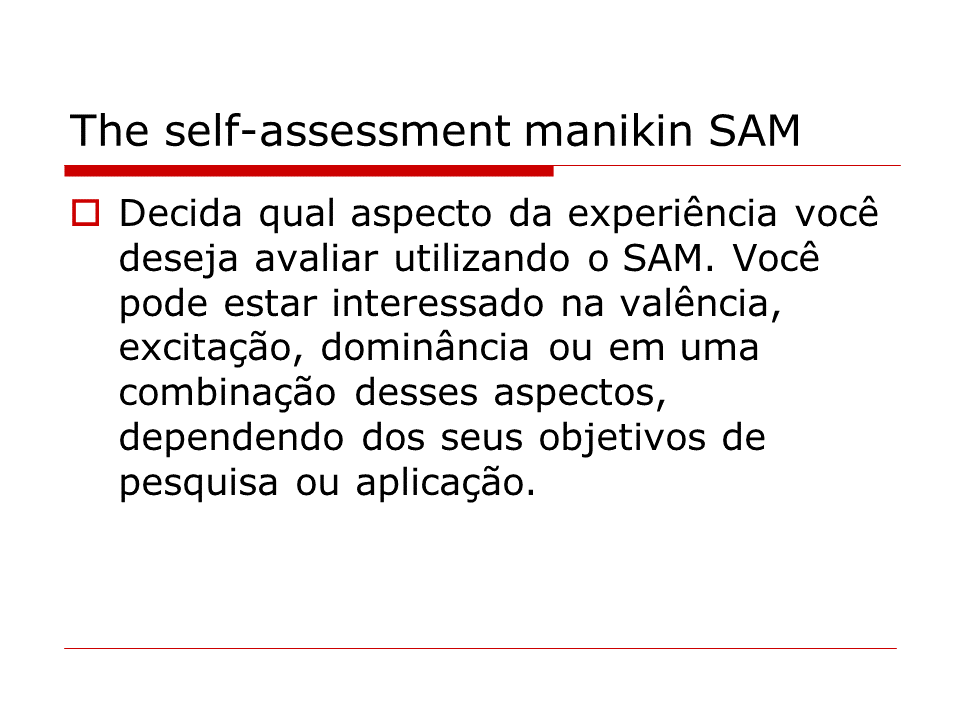 The self-assessment manikin SAM
Decida qual aspecto da experiência você
deseja avaliar utilizando o SAM. Você
pode estar interessado na valência,
excitação, dominância ou em uma
combinação desses aspectos,
dependendo dos seus objetivos de
pesquisa ou aplicação.